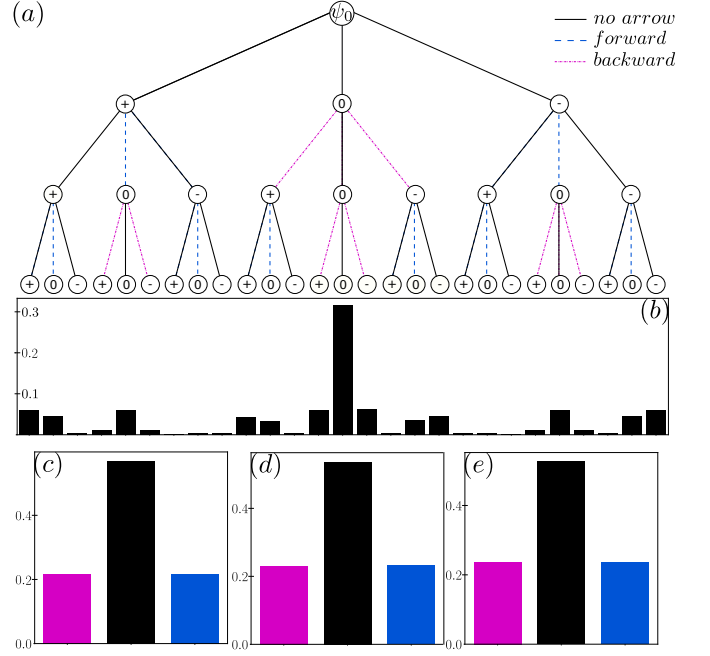 (a)
ψ0
no arrow
forward
backward
+ 0 -
+ 0 - + 0 - + 0 -
+ 0 - + 0 - + 0 - + 0 - + 0 - + 0 - + 0 - + 0 - + 0 -
(b)
0.3
0.2
0.1
(c) (d) (e)
0.4 0.4 0.4
0.2 0.2 0.2
0.0 0.0 0.0